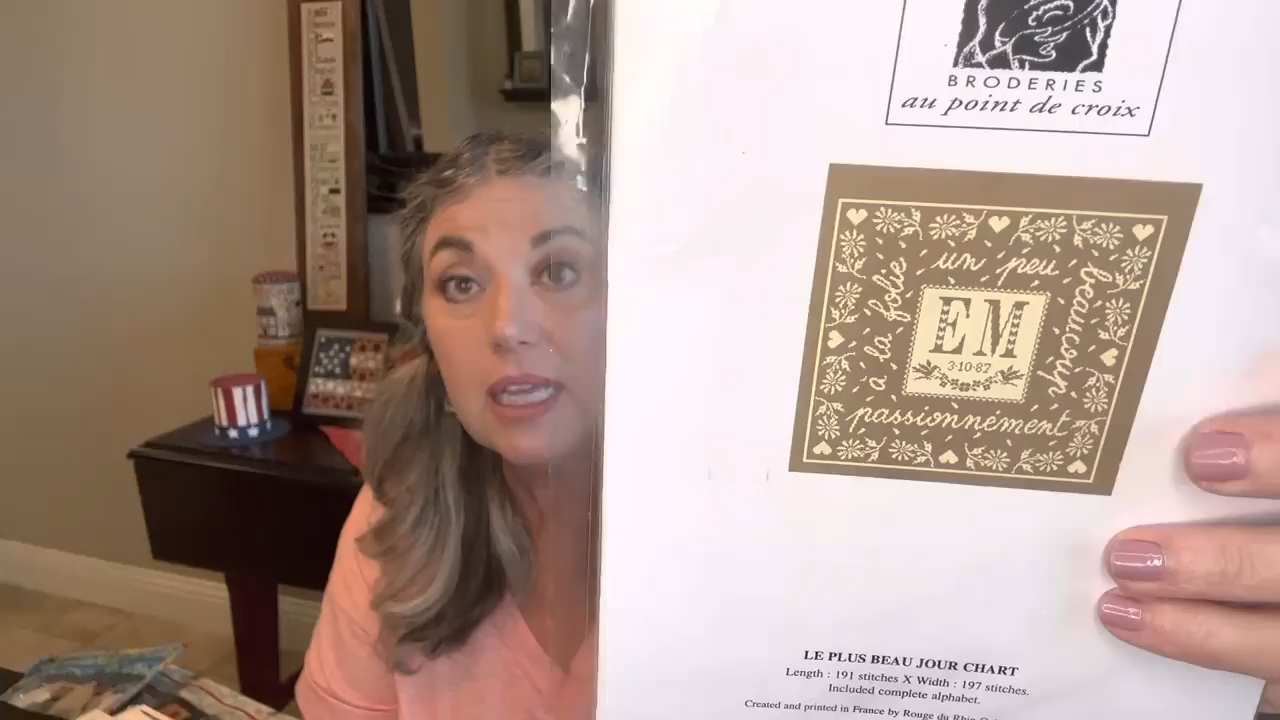 BRODERIES
au point de croix
un peu
beaucoup
passionnément
à la folie
EM
3·10·87
LE PLUS BEAU JOUR CHART
Length : 191 stitches X Width : 197 stitches.
Included complete alphabet.
Created and printed in France by Rouge du Rhin